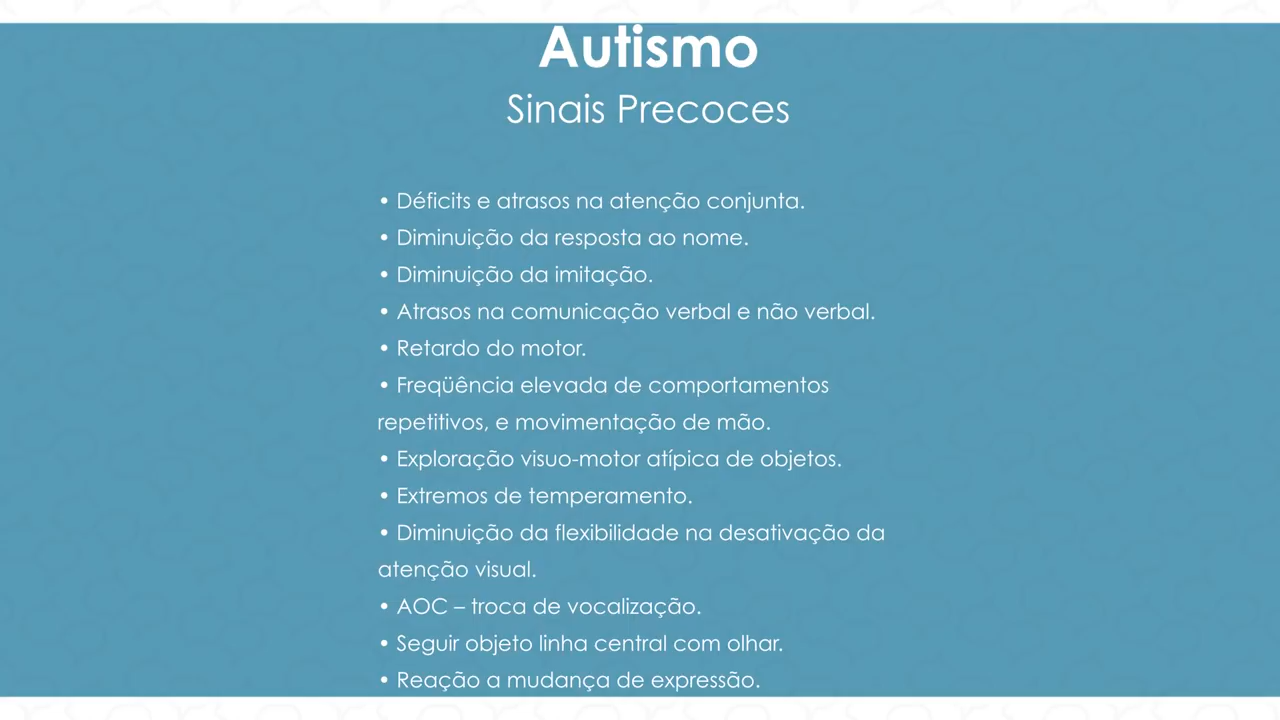 Autismo
Sinais Precoces
• Déficits e atrasos na atenção conjunta.
• Diminuição da resposta ao nome.
• Diminuição da imitação.
• Atrasos na comunicação verbal e não verbal.
• Retardo do motor.
• Freqüência elevada de comportamentos
repetitivos, e movimentação de mão.
• Exploração visuo-motor atípica de objetos.
• Extremos de temperamento.
• Diminuição da flexibilidade na desativação da
atenção visual.
• AOC – troca de vocalização.
• Seguir objeto linha central com olhar.
• Reação a mudança de expressão.